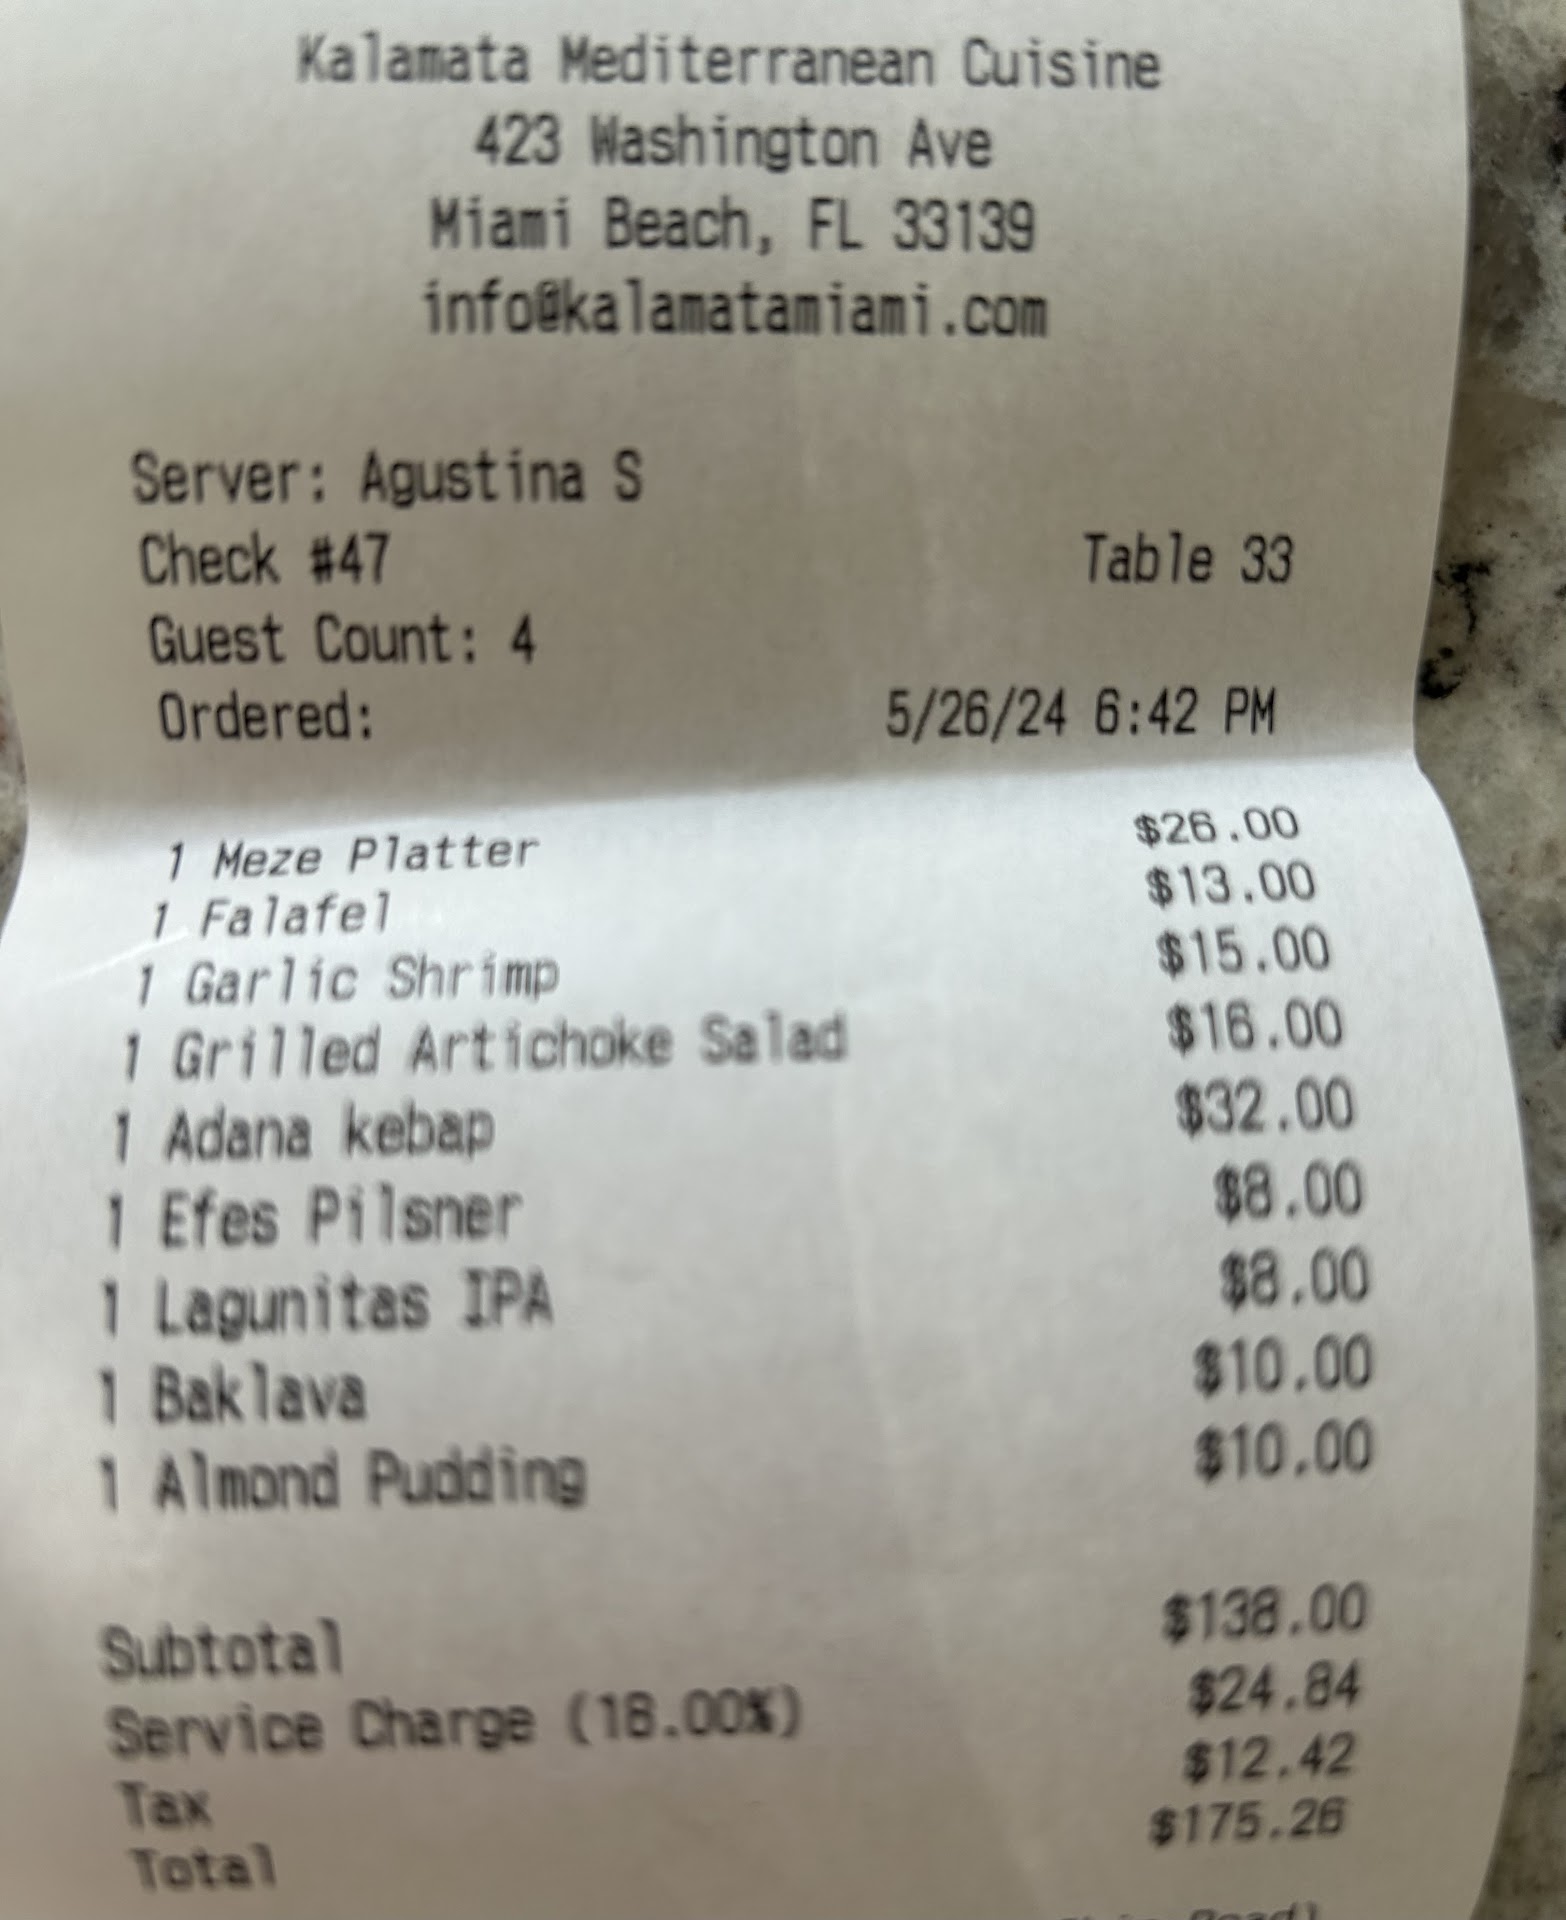 Kalamata Mediterranean Cuisine
423 Washington Ave
Miami Beach, FL 33139
info@kalamatamiami.com
Server: Agustina S
Check #47 Table 33
Guest Count: 4
Ordered: 5/26/24 6:42 PM
1 Meze Platter $26.00
1 Falafel $13.00
1 Garlic Shrimp $15.00
1 Grilled Artichoke Salad $16.00
1 Adana kebap $32.00
1 Efes Pilsner $8.00
1 Lagunitas IPA $8.00
1 Baklava $10.00
1 Almond Pudding $10.00
Subtotal $138.00
Service Charge (18.00%) $24.84
Tax $12.42
Total $175.26